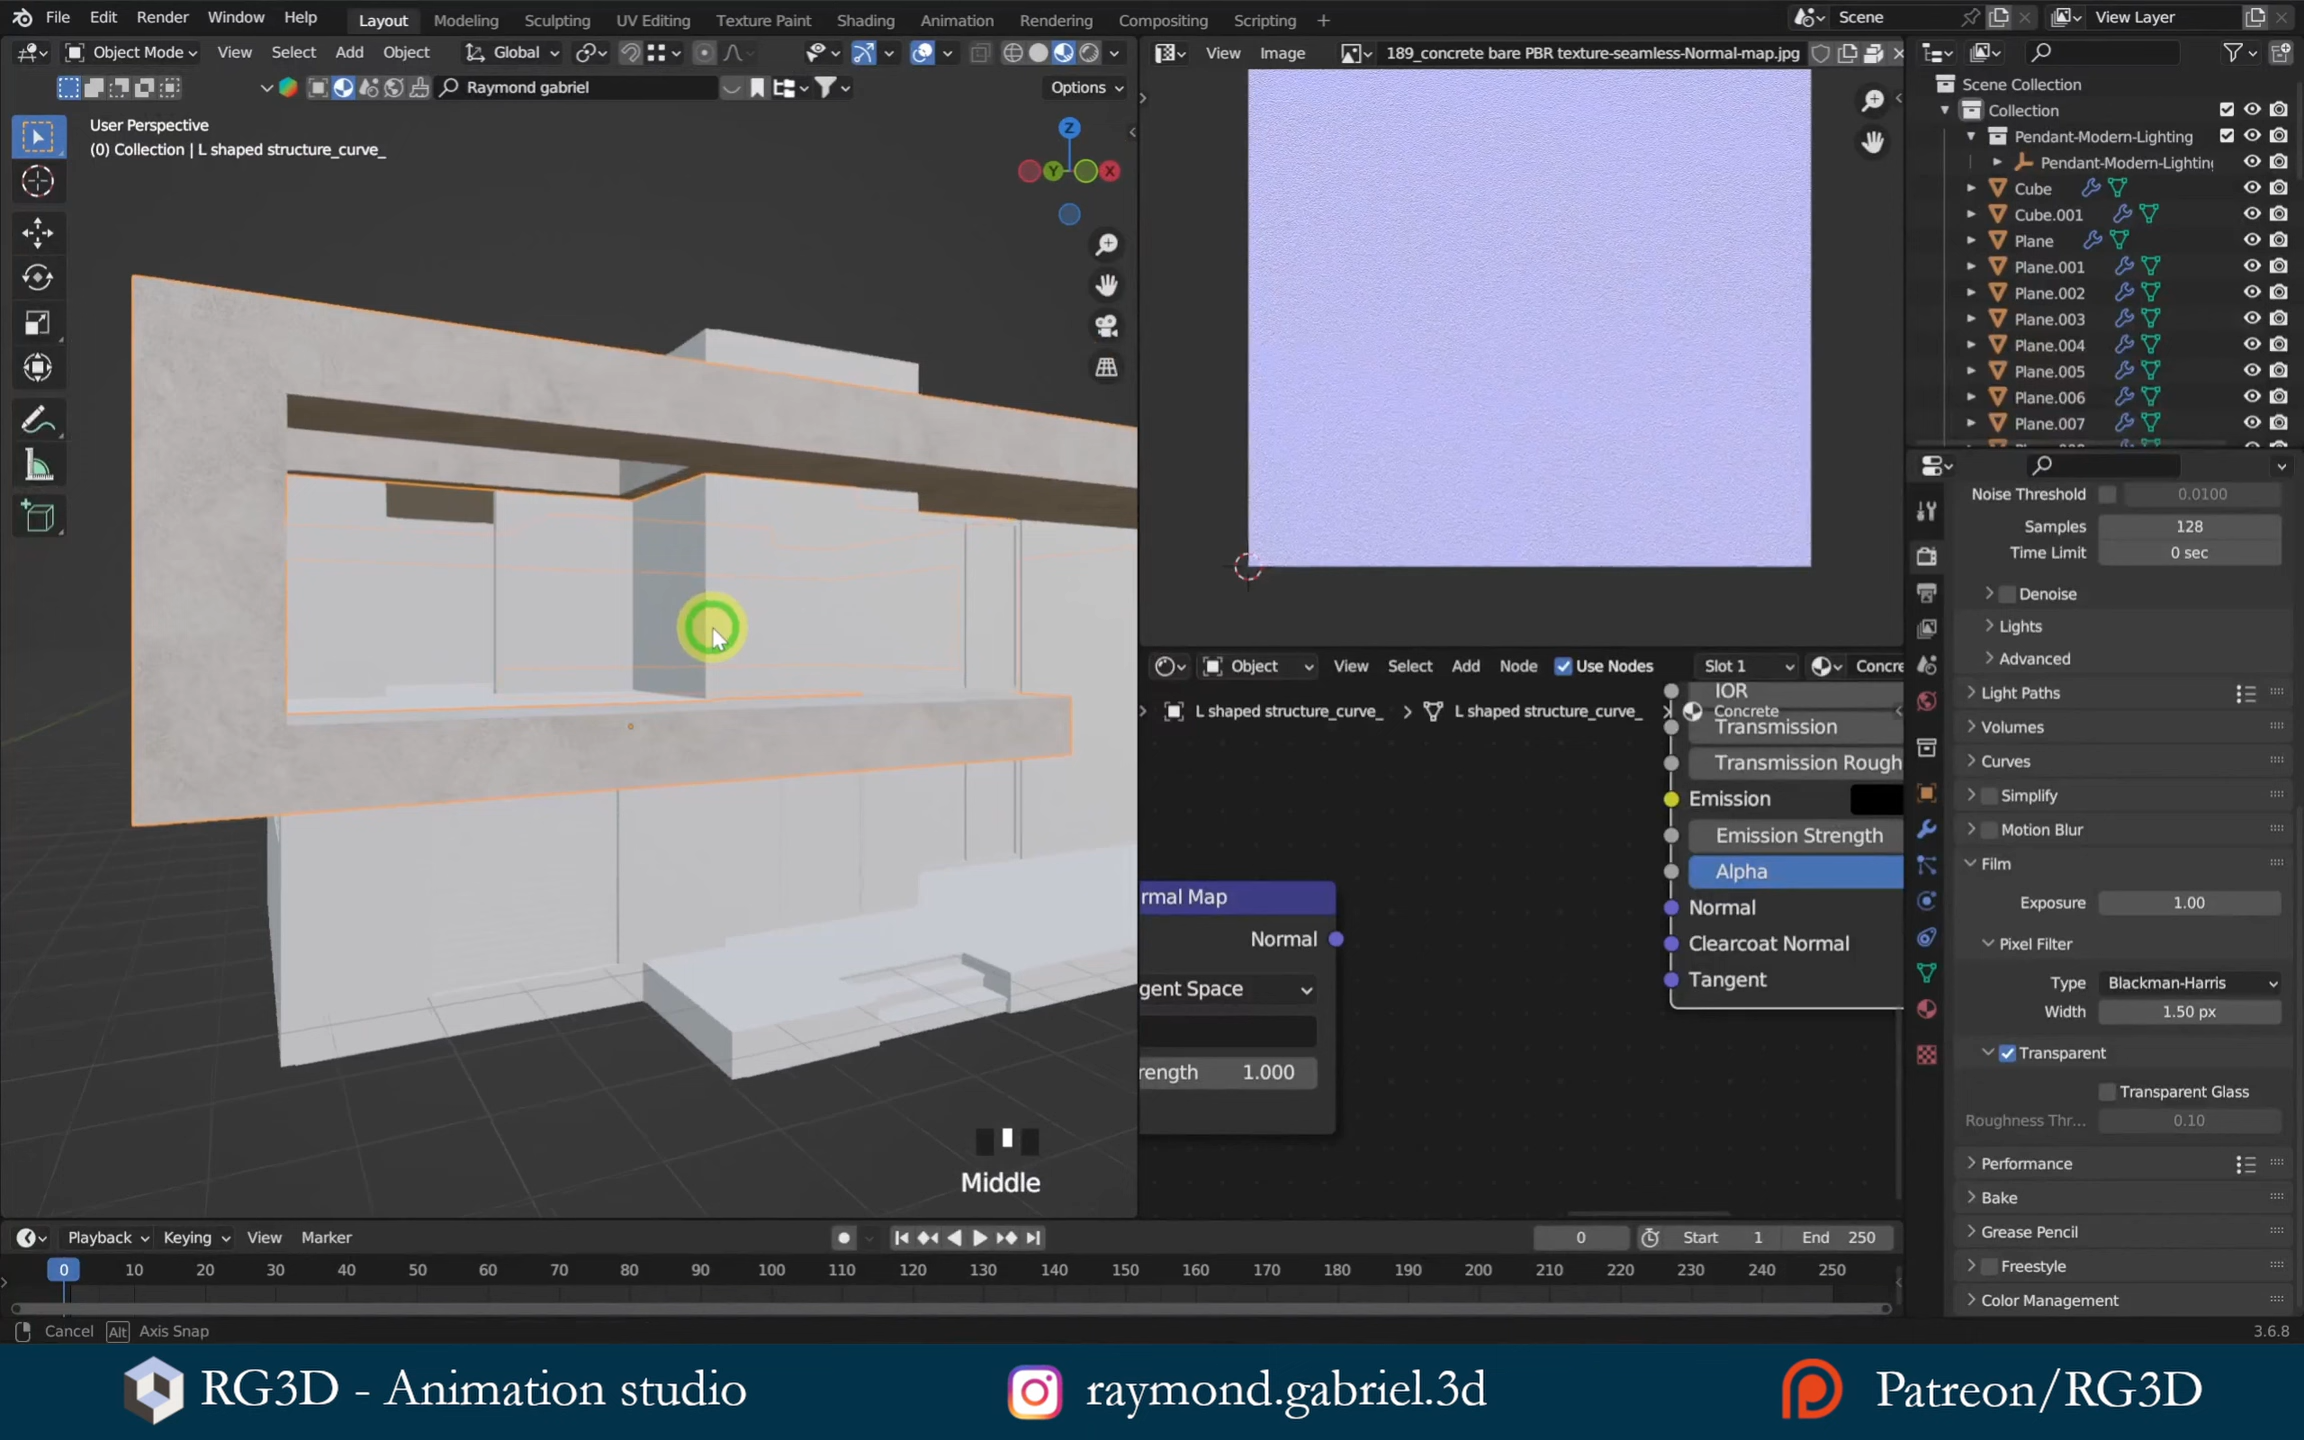 File Edit Render Window Help
Layout Modeling Sculpting UV Editing Texture Paint Shading Animation Rendering Compositing Scripting +
Scene
View Layer
Object Mode View Select Add Object Global
Raymond gabriel
Options
User Perspective
(0) Collection | L shaped structure_curve_
Z
Y
X
Middle
View Image 189_concrete bare PBR texture-seamless-Normal-map.jpg
Object View Select Add Node Use Nodes Slot 1 Concre
L shaped structure_curve_ > L shaped structure_curve_ > Concrete
IOR
Transmission
Transmission Rough
Emission
Emission Strength
Alpha
Normal
Clearcoat Normal
Tangent
rmal Map
Normal
gent Space
rength 1.000
Scene Collection
Collection
Pendant-Modern-Lighting
Pendant-Modern-Lighting
Cube
Cube.001
Plane
Plane.001
Plane.002
Plane.003
Plane.004
Plane.005
Plane.006
Plane.007
Noise Threshold 0.0100
Samples 128
Time Limit 0 sec
Denoise
Lights
Advanced
Light Paths
Volumes
Curves
Simplify
Motion Blur
Film
Exposure 1.00
Pixel Filter
Type Blackman-Harris
Width 1.50 px
Transparent
Transparent Glass
Roughness Thr... 0.10
Performance
Bake
Grease Pencil
Freestyle
Color Management
Playback Keying View Marker
0 Start 1 End 250
0 10 20 30 40 50 60 70 80 90 100 110 120 130 140 150 160 170 180 190 200 210 220 230 240 250
Cancel Alt Axis Snap
3.6.8
RG3D - Animation studio
raymond.gabriel.3d
Patreon/RG3D